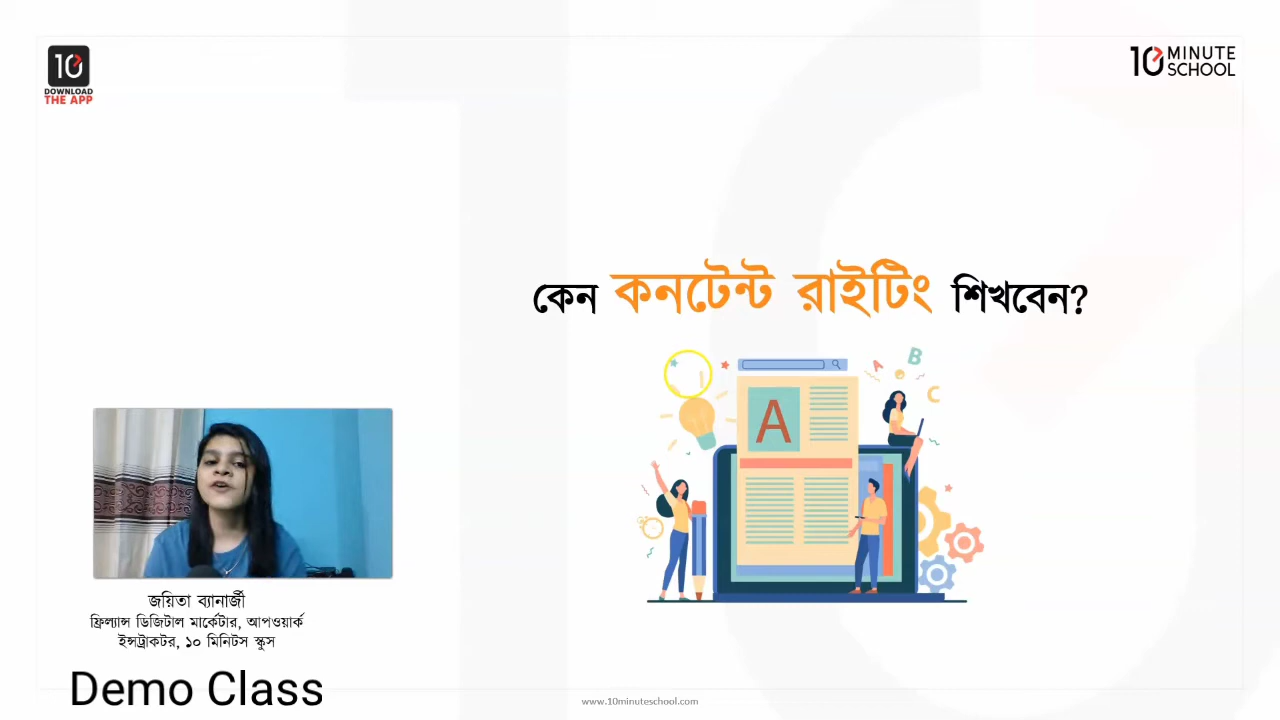 10
DOWNLOAD
THE APP
10 MINUTE
SCHOOL
কেন কনটেন্ট রাইটিং শিখবেন?
A
B
A
C
জয়িতা ব্যানার্জী
ফ্রিল্যান্স ডিজিটাল মার্কেটার, আপওয়ার্ক
ইন্সট্রাকটর, ১০ মিনিটস স্কুস
Demo Class
www.10minuteschool.com